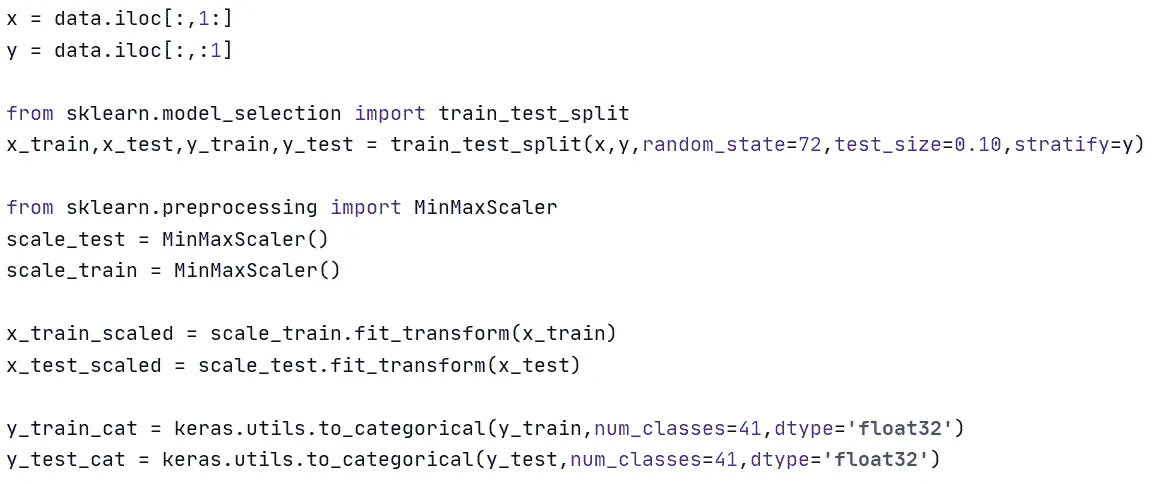 x = data.iloc[:,1:]
y = data.iloc[:,:1]
from sklearn.model_selection import train_test_split
x_train,x_test,y_train,y_test = train_test_split(x,y,random_state=72,test_size=0.10,stratify=y)
from sklearn.preprocessing import MinMaxScaler
scale_test = MinMaxScaler()
scale_train = MinMaxScaler()
x_train_scaled = scale_train.fit_transform(x_train)
x_test_scaled = scale_test.fit_transform(x_test)
y_train_cat = keras.utils.to_categorical(y_train,num_classes=41,dtype='float32')
y_test_cat = keras.utils.to_categorical(y_test,num_classes=41,dtype='float32')